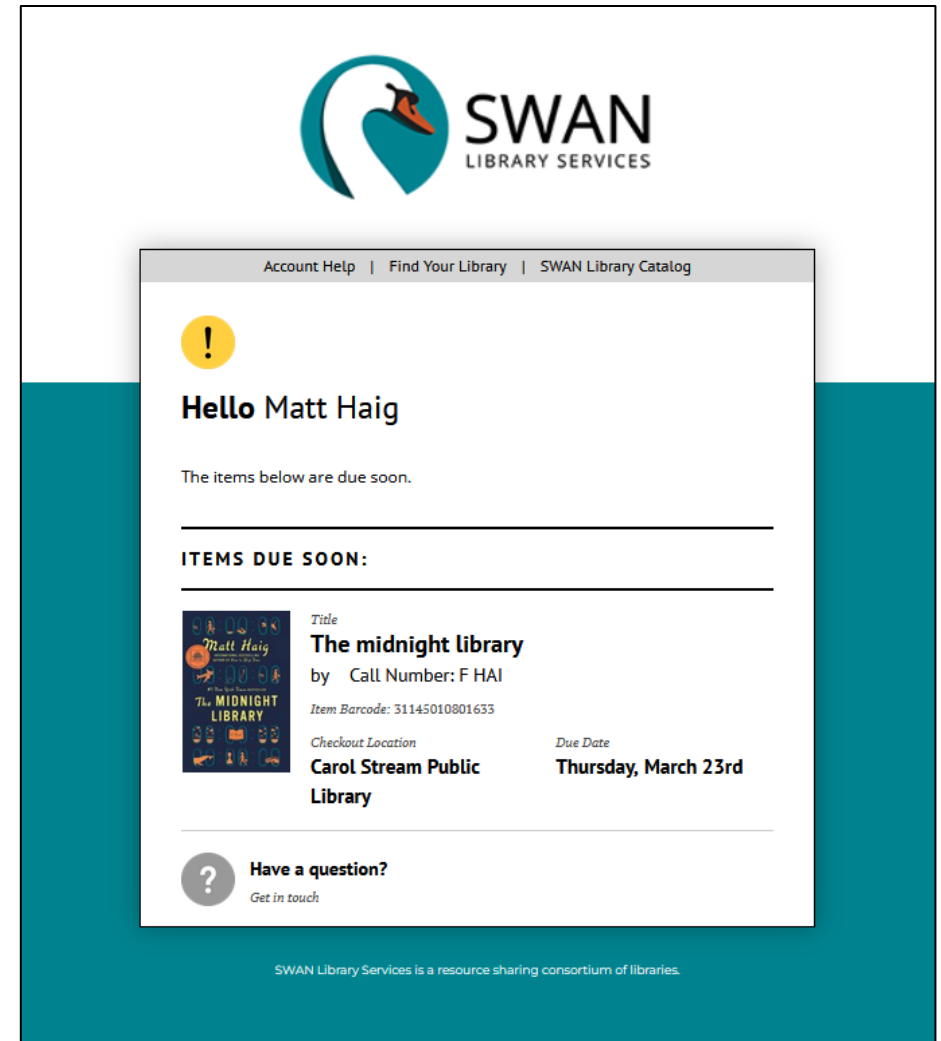 SWAN
LIBRARY SERVICES
Account Help | Find Your Library | SWAN Library Catalog
!
Hello Matt Haig
The items below are due soon.
ITEMS DUE SOON:
Matt Haig
The MIDNIGHT
LIBRARY
Title
The midnight library
by Call Number: F HAI
Item Barcode: 31145010801633
Checkout Location
Due Date
Carol Stream Public
Library
Thursday, March 23rd
?
Have a question?
Get in touch
SWAN Library Services is a resource sharing consortium of libraries.